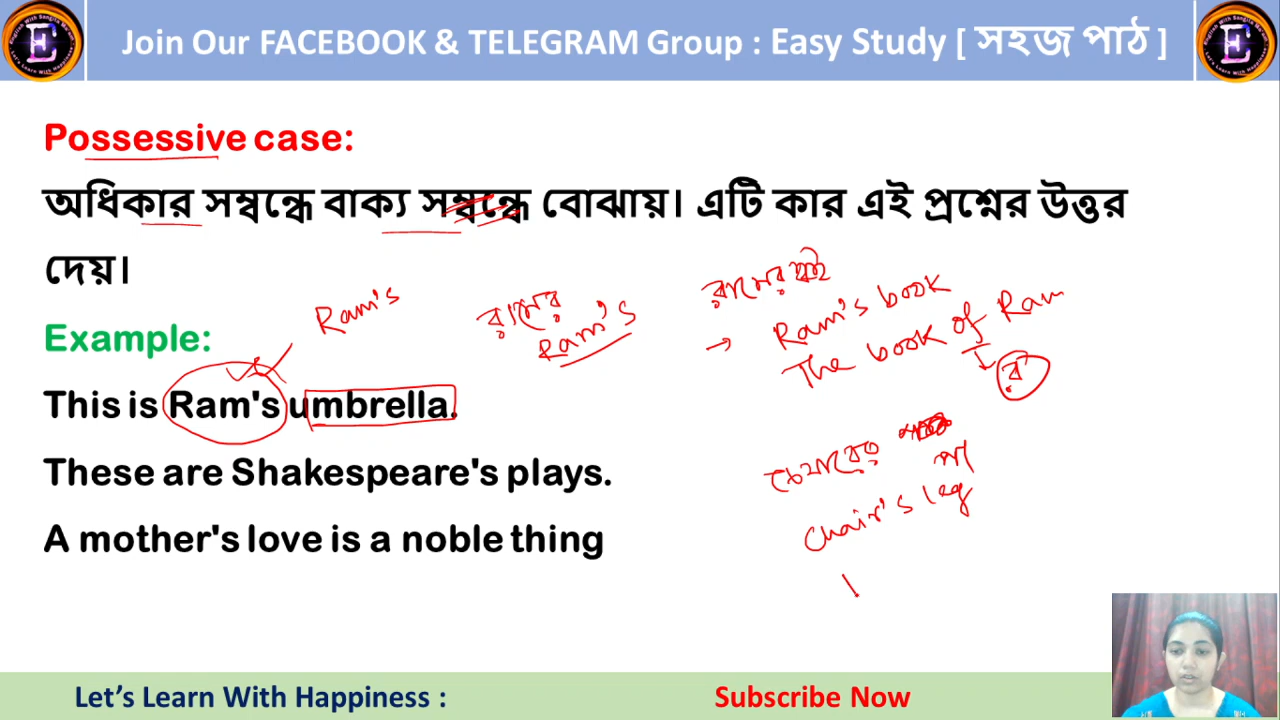 Join Our FACEBOOK & TELEGRAM Group : Easy Study [ সহজ পাঠ ]
Possessive case:
অধিকার সম্বন্ধে বাক্য সম্বন্ধে বোঝায়। এটি কার এই প্রশ্নের উত্তর
দেয়।
Example:
Ram's
রামের
Ram's
রামের বই
→ Ram's book
The book of Ram
র
This is Ram's umbrella.
These are Shakespeare's plays.
A mother's love is a noble thing
চেয়ারের পা
Chair's leg
Let's Learn With Happiness :
Subscribe Now